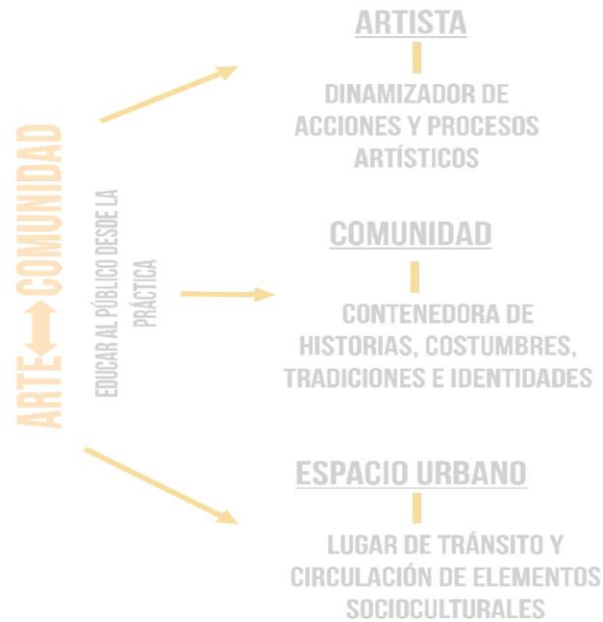 ARTE COMUNIDAD
EDUCAR AL PÚBLICO DESDE LA
PRÁCTICA
ARTISTA
DINAMIZADOR DE
ACCIONES Y PROCESOS
ARTÍSTICOS
COMUNIDAD
CONTENEDORA DE
HISTORIAS, COSTUMBRES,
TRADICIONES E IDENTIDADES
ESPACIO URBANO
LUGAR DE TRÁNSITO Y
CIRCULACIÓN DE ELEMENTOS
SOCIOCULTURALES